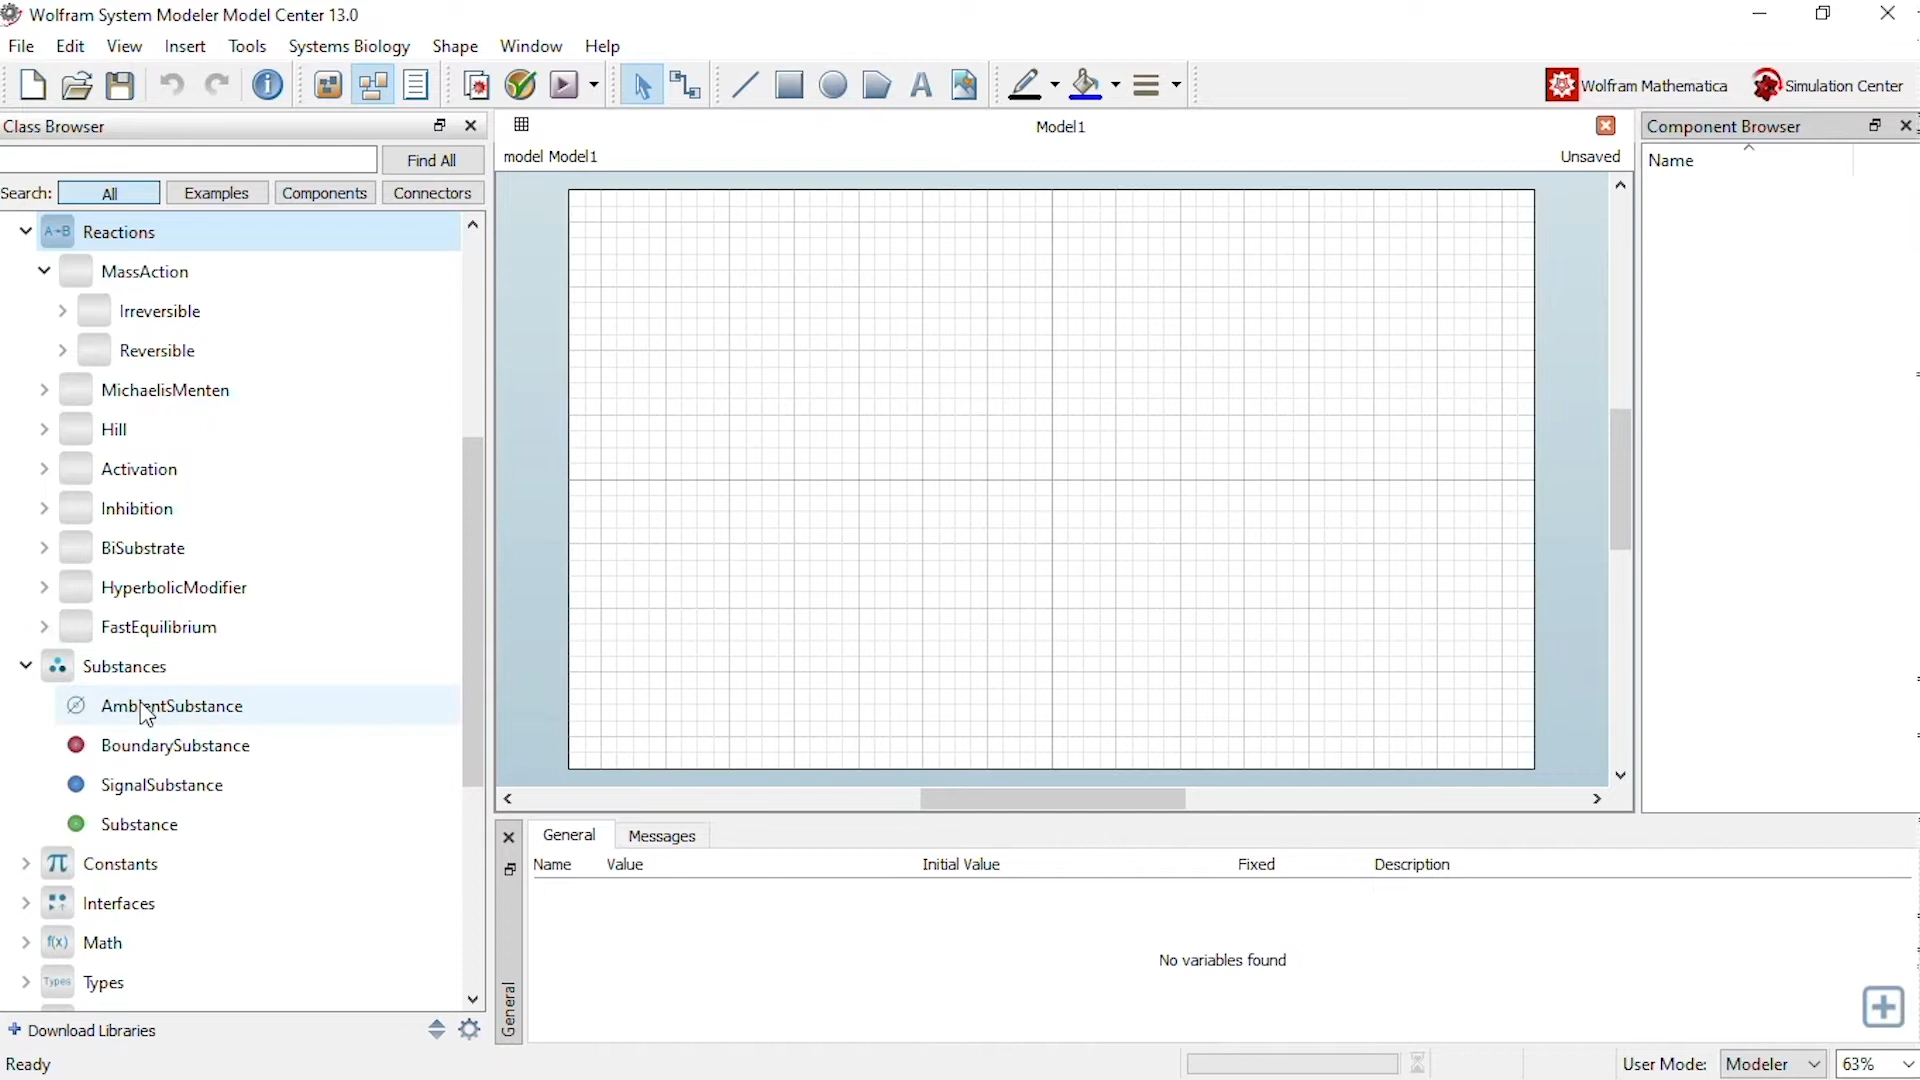 Wolfram System Modeler Model Center 13.0
File Edit View Insert Tools Systems Biology Shape Window Help
A Wolfram Mathematica Simulation Center
Class Browser
Find All
Search: All Examples Components Connectors
A→B Reactions
MassAction
Irreversible
Reversible
MichaelisMenten
Hill
Activation
Inhibition
BiSubstrate
HyperbolicModifier
FastEquilibrium
Substances
AmbientSubstance
BoundarySubstance
SignalSubstance
Substance
π Constants
Interfaces
f(x) Math
Types Types
Download Libraries
Ready
Model1
model Model1 Unsaved
Component Browser
Name
General Messages
Name Value Initial Value Fixed Description
No variables found
General
User Mode: Modeler 63%